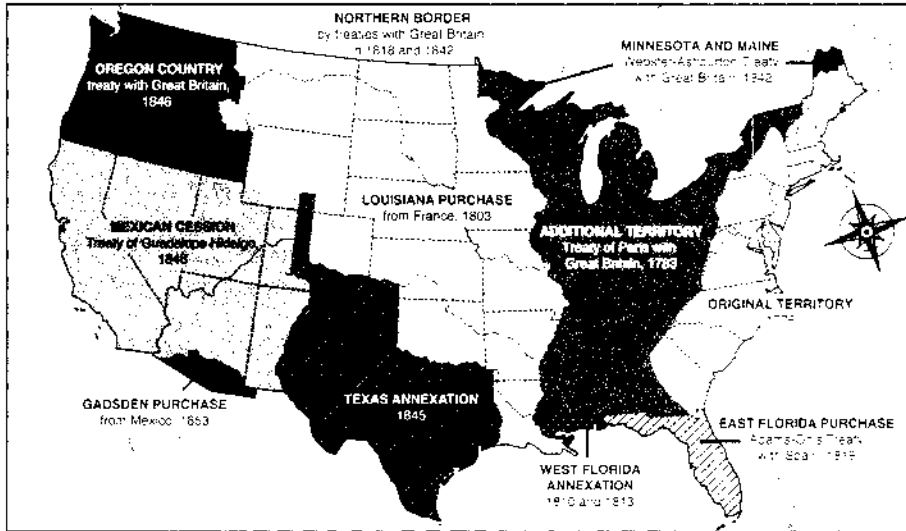 NORTHERN BORDER
by treaties with Great Britain
in 1818 and 1842
MINNESOTA AND MAINE
Webster-Ashburton Treaty
with Great Britain, 1842
OREGON COUNTRY
treaty with Great Britain,
1846
LOUISIANA PURCHASE
from France, 1803
MEXICAN CESSION
Treaty of Guadalupe Hidalgo,
1848
ADDITIONAL TERRITORY
Treaty of Paris with
Great Britain, 1783
ORIGINAL TERRITORY
GADSDEN PURCHASE
from Mexico, 1853
TEXAS ANNEXATION
1845
EAST FLORIDA PURCHASE
Adams-Onis Treaty
with Spain, 1819
WEST FLORIDA
ANNEXATION
1810 and 1813